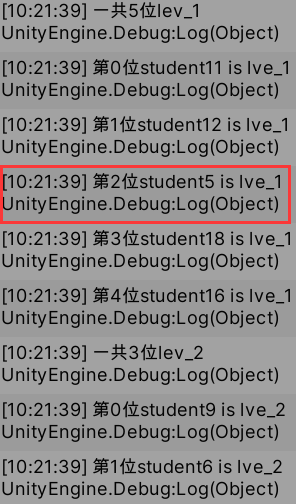 [10:21:39] 一共5位lev_1
UnityEngine.Debug:Log(Object)
[10:21:39] 第0位student11 is lve_1
UnityEngine.Debug:Log(Object)
[10:21:39] 第1位student12 is lve_1
UnityEngine.Debug:Log(Object)
[10:21:39] 第2位student5 is lve_1
UnityEngine.Debug:Log(Object)
[10:21:39] 第3位student18 is lve_1
UnityEngine.Debug:Log(Object)
[10:21:39] 第4位student16 is lve_1
UnityEngine.Debug:Log(Object)
[10:21:39] 一共3位lev_2
UnityEngine.Debug:Log(Object)
[10:21:39] 第0位student9 is lve_2
UnityEngine.Debug:Log(Object)
[10:21:39] 第1位student6 is lve_2
UnityEngine.Debug:Log(Object)